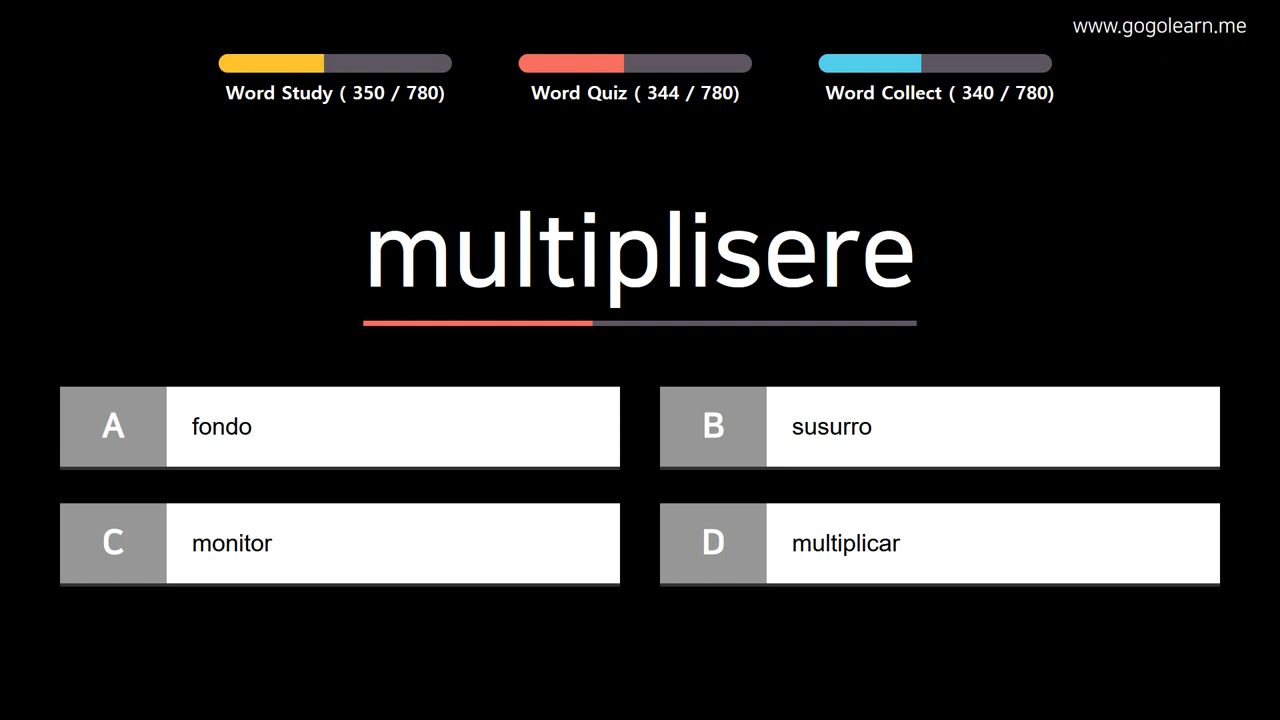 www.gogolearn.me
Word Study ( 350 / 780)
Word Quiz ( 344 / 780)
Word Collect ( 340 / 780)
multiplisere
A fondo
B susurro
C monitor
D multiplicar